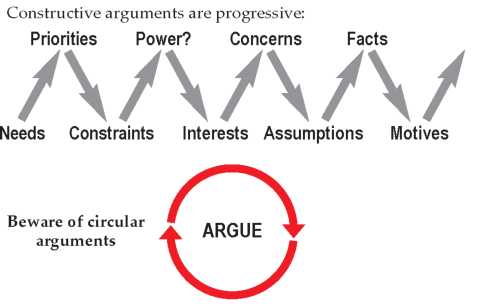 Constructive arguments are progressive:
Priorities Power? Concerns Facts
Needs Constraints Interests Assumptions Motives
Beware of circular
arguments
ARGUE